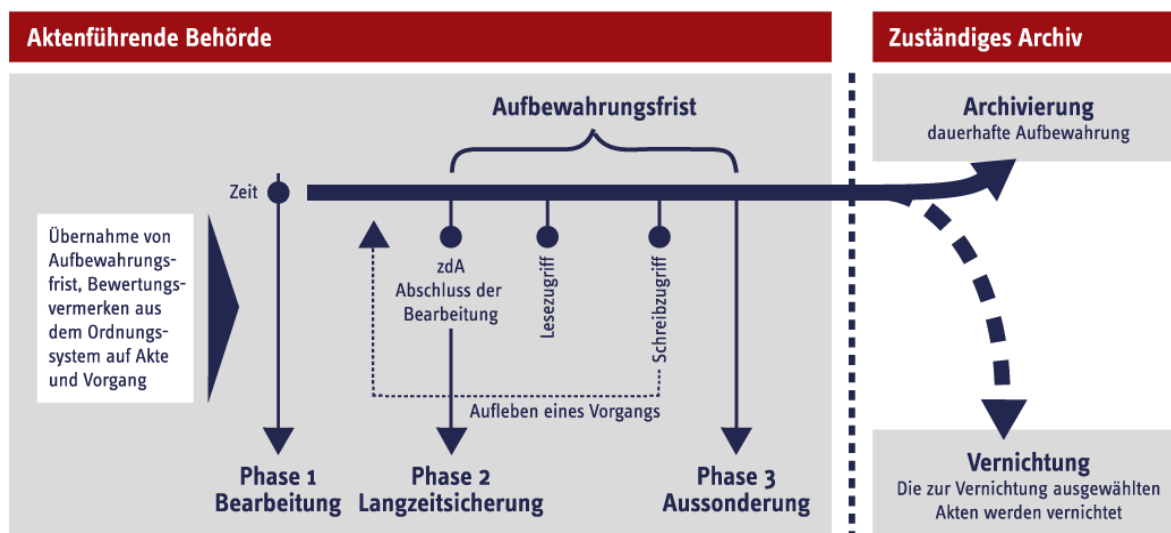 Aktenführende Behörde
Zuständiges Archiv
Aufbewahrungsfrist
Archivierung
dauerhafte Aufbewahrung
Zeit
Übernahme von
Aufbewahrungs-
frist, Bewertungs-
vermerken aus
dem Ordnungs-
system auf Akte
und Vorgang
zdA
Abschluss der
Bearbeitung
Lesezugriff
Schreibzugriff
Aufleben eines Vorgangs
Phase 1
Bearbeitung
Phase 2
Langzeitsicherung
Phase 3
Aussonderung
Vernichtung
Die zur Vernichtung ausgewählten
Akten werden vernichtet